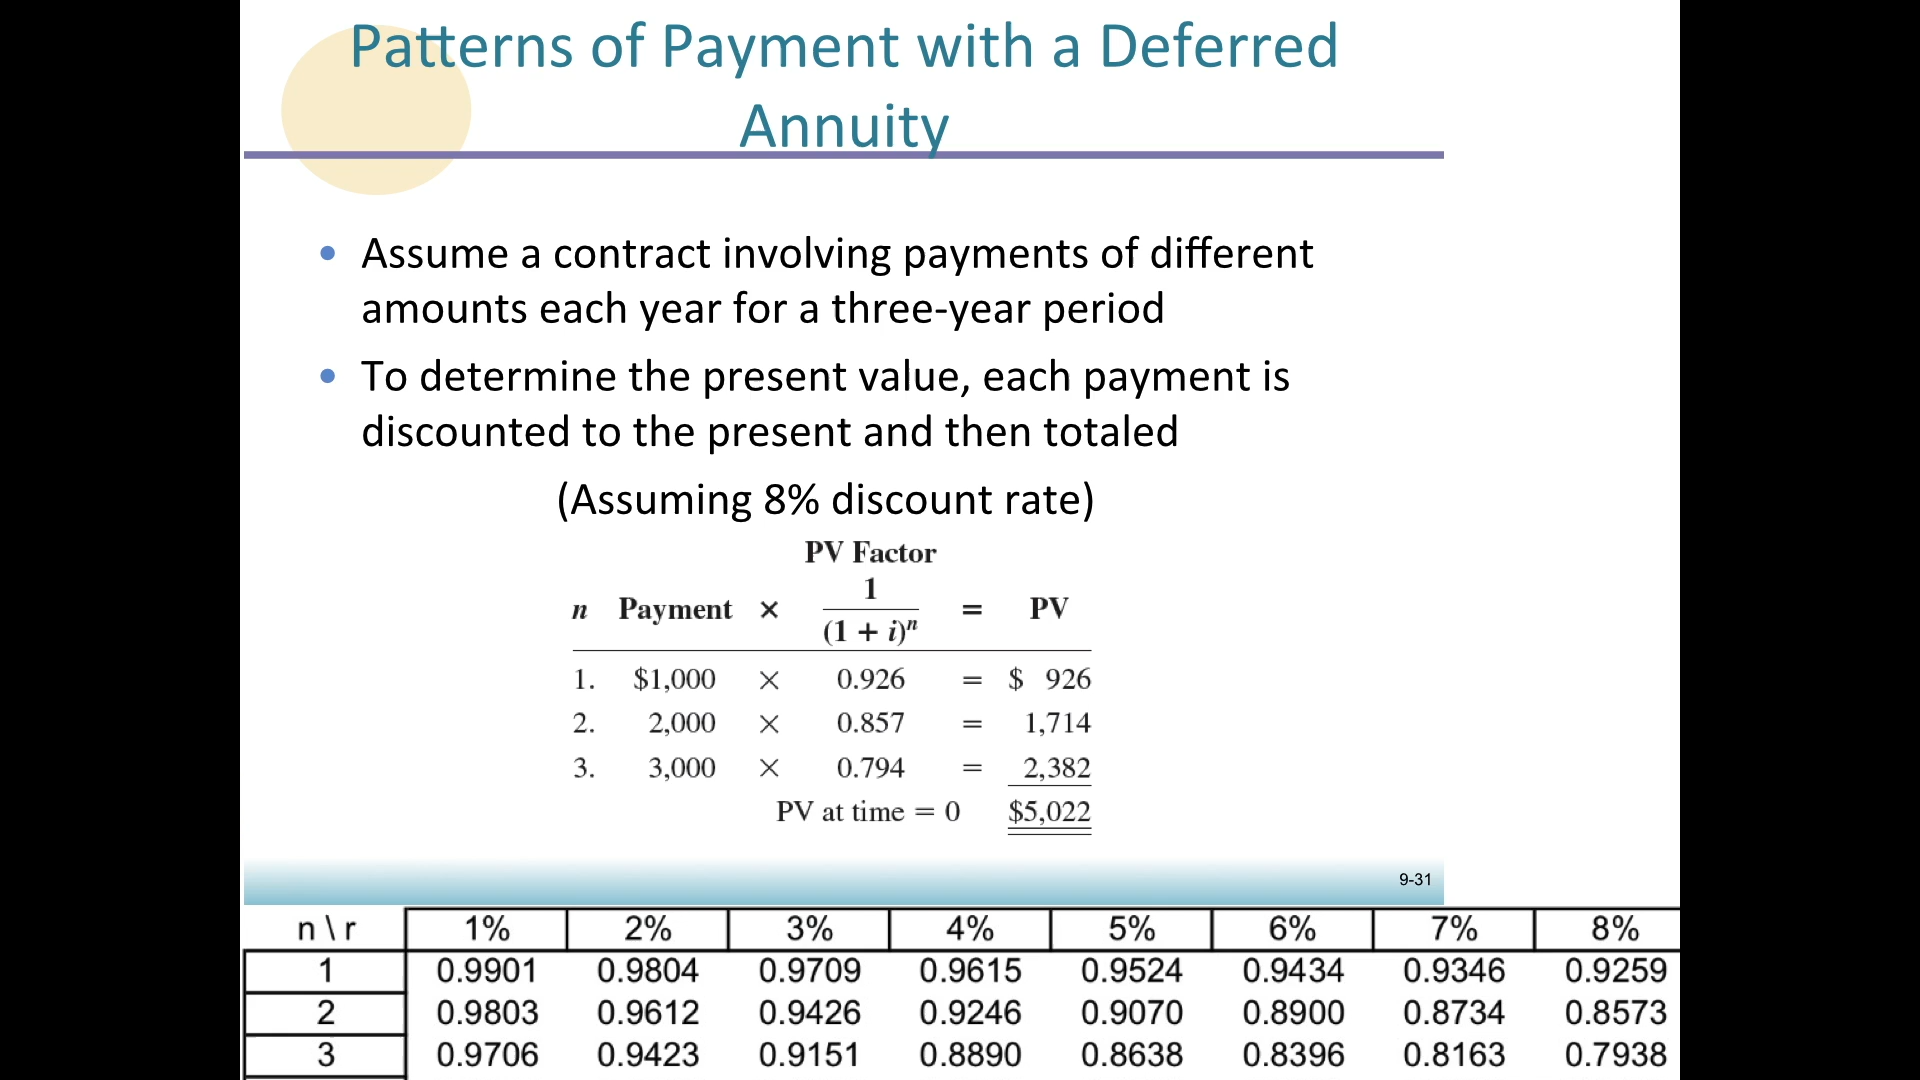 Patterns of Payment with a Deferred
Annuity
• Assume a contract involving payments of different
amounts each year for a three-year period
• To determine the present value, each payment is
discounted to the present and then totaled
(Assuming 8% discount rate)
PV Factor
n Payment × 1 / (1 + i)ⁿ = PV
1. $1,000 × 0.926 = $ 926
2. 2,000 × 0.857 = 1,714
3. 3,000 × 0.794 = 2,382
PV at time = 0 $5,022
9-31
n \ r 1% 2% 3% 4% 5% 6% 7% 8%
1 0.9901 0.9804 0.9709 0.9615 0.9524 0.9434 0.9346 0.9259
2 0.9803 0.9612 0.9426 0.9246 0.9070 0.8900 0.8734 0.8573
3 0.9706 0.9423 0.9151 0.8890 0.8638 0.8396 0.8163 0.7938